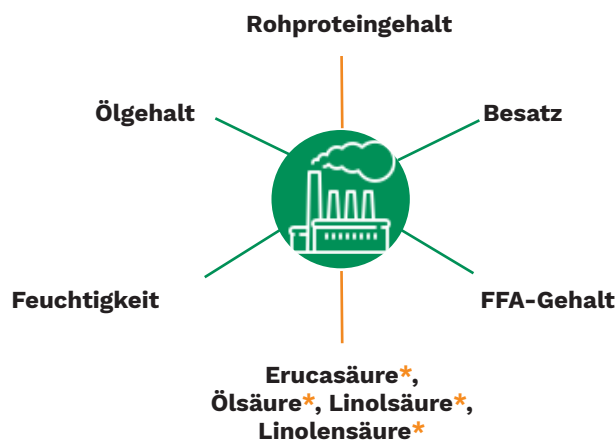 Rohproteingehalt
Ölgehalt
Besatz
Feuchtigkeit
FFA-Gehalt
Erucasäure*,
Ölsäure*, Linolsäure*,
Linolensäure*